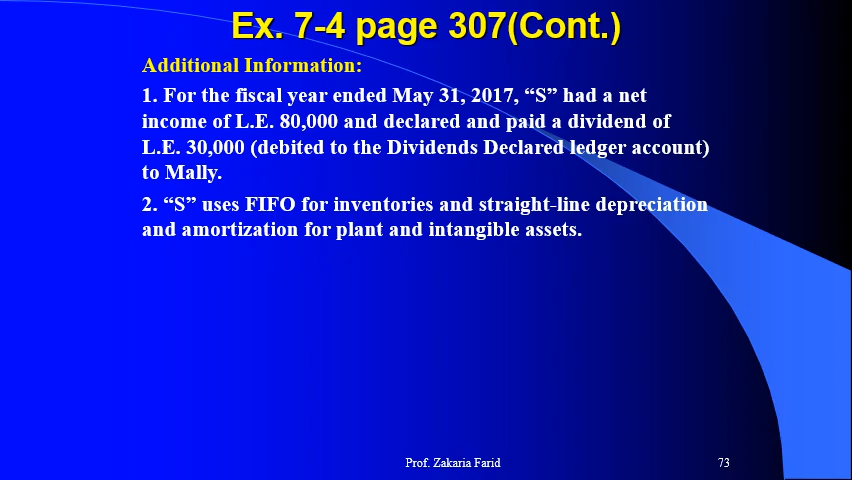 Ex. 7-4 page 307(Cont.)
Additional Information:
1. For the fiscal year ended May 31, 2017, “S” had a net
income of L.E. 80,000 and declared and paid a dividend of
L.E. 30,000 (debited to the Dividends Declared ledger account)
to Mally.
2. “S” uses FIFO for inventories and straight-line depreciation
and amortization for plant and intangible assets.
Prof. Zakaria Farid
73